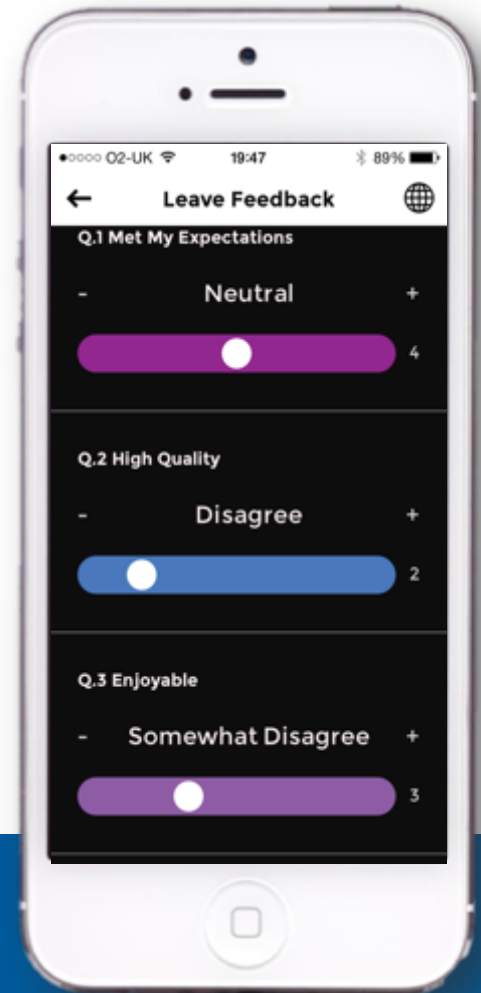 ●○○○○ O2-UK 19:47 89%
Leave Feedback
Q.1 Met My Expectations
- Neutral +
4
Q.2 High Quality
- Disagree +
2
Q.3 Enjoyable
- Somewhat Disagree +
3